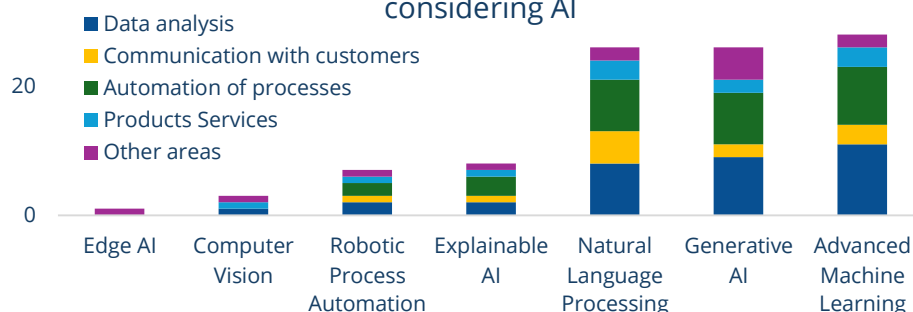 considering AI
Data analysis
Communication with customers
Automation of processes
Products Services
Other areas
20
0
Edge AI
Computer
Vision
Robotic
Process
Automation
Explainable
AI
Natural
Language
Processing
Generative
AI
Advanced
Machine
Learning